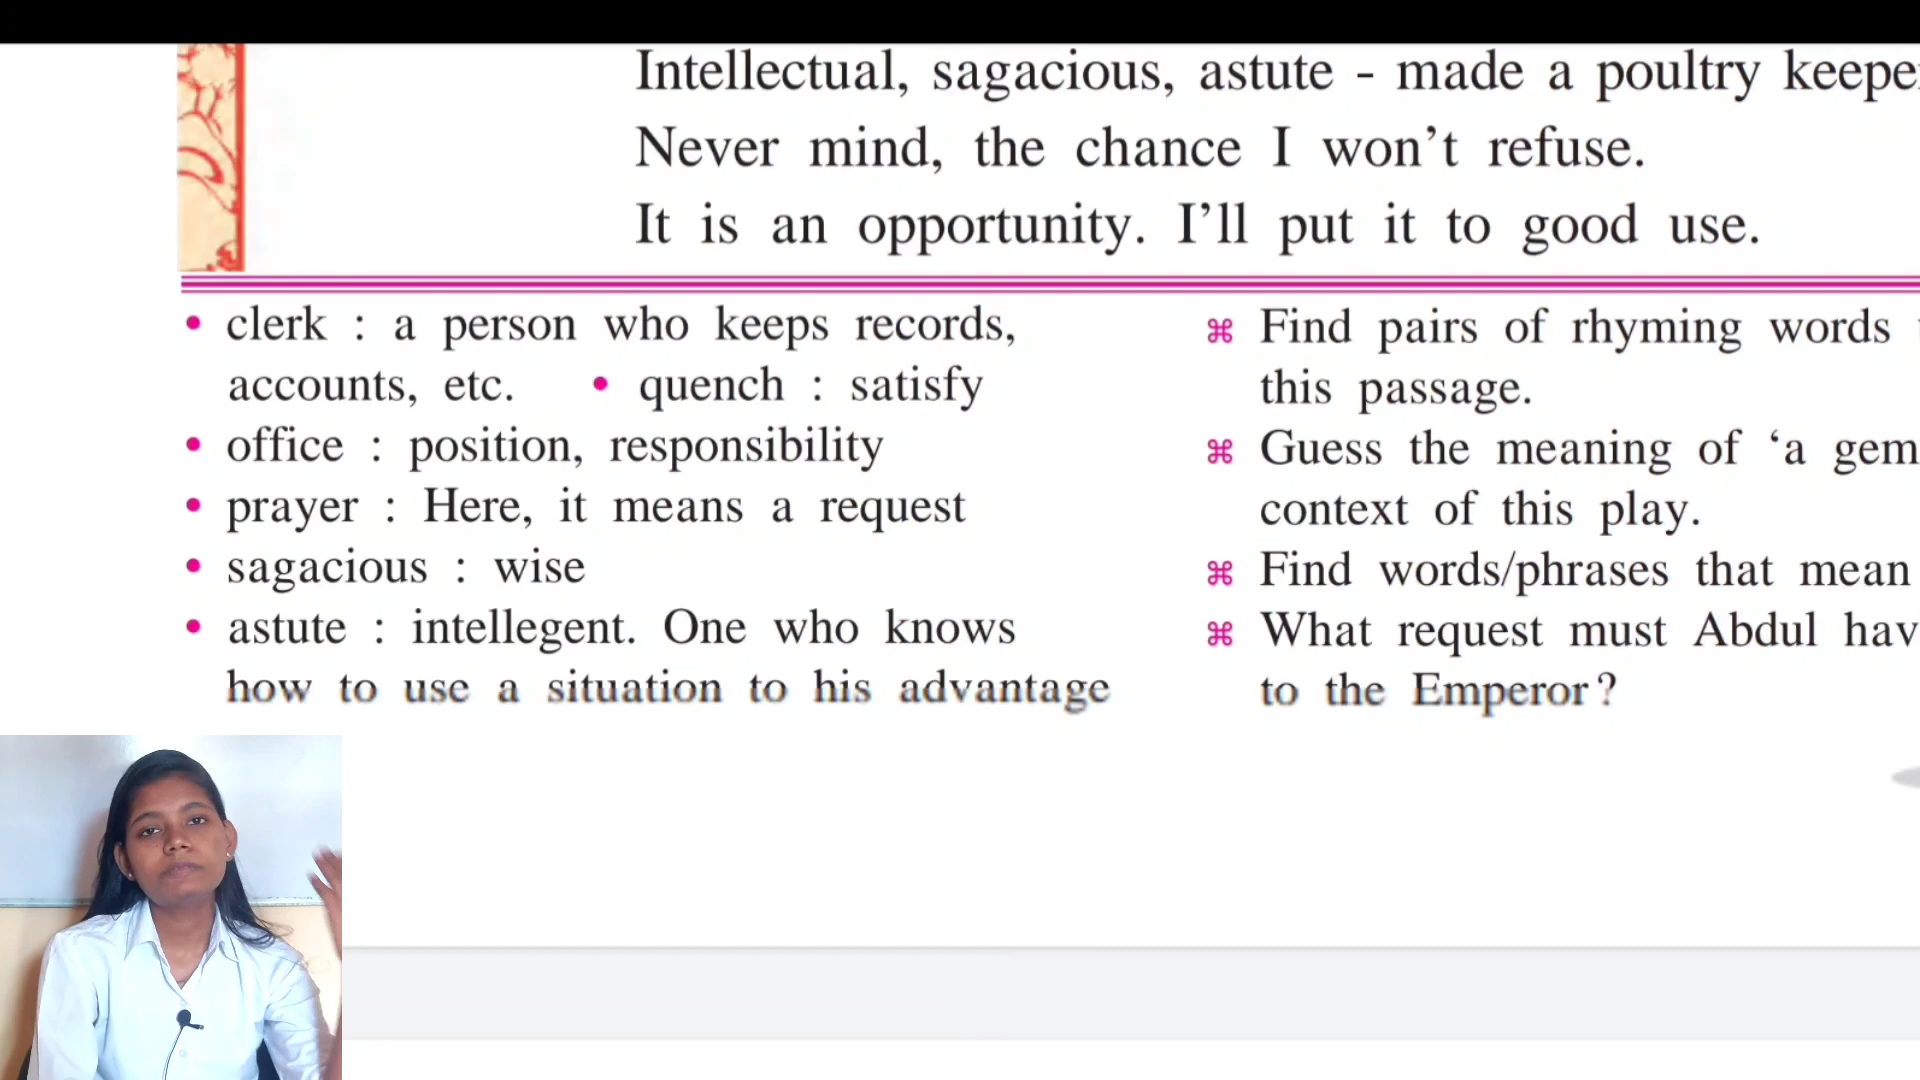 Intellectual, sagacious, astute - made a poultry
Never mind, the chance I won't refuse.
It is an opportunity. I'll put it to good use.
• clerk : a person who keeps records,
accounts, etc. • quench : satisfy
• office : position, responsibility
• prayer : Here, it means a request
• sagacious : wise
• astute : intellegent. One who knows
how to use a situation to his advantage
⌘ Find pairs of rhyming words
this passage.
⌘ Guess the meaning of ‘a gem
context of this play.
⌘ Find words/phrases that mean
⌘ What request must Abdul
to the Emperor?